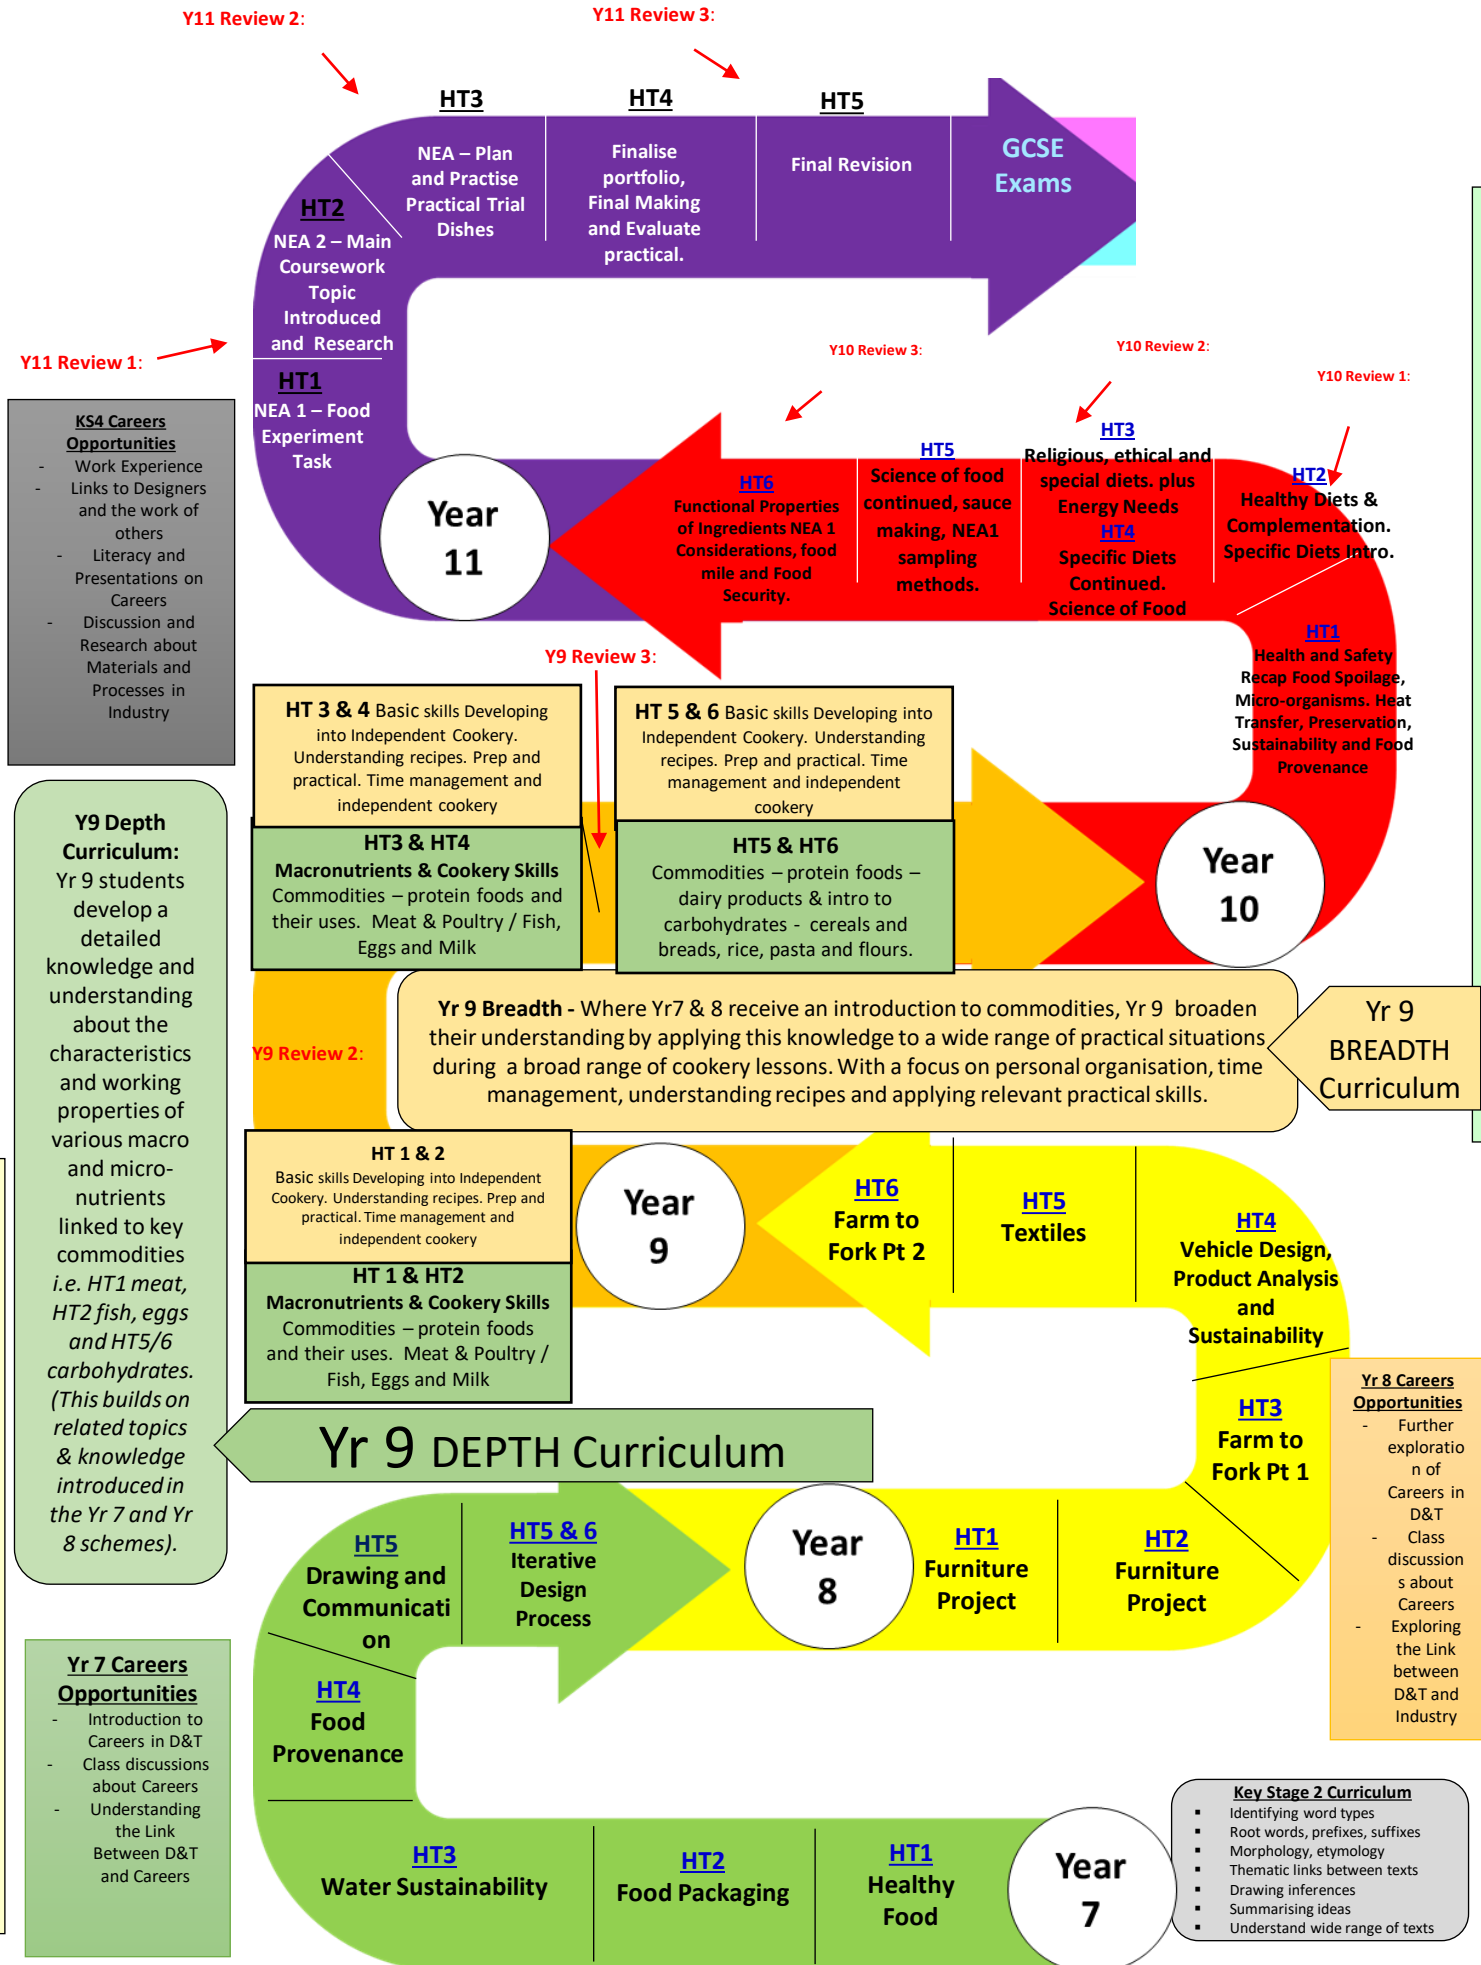 Y11 Review 2:
Y11 Review 3:
HT3
HT4
HT5
NEA – Plan
and Practise
Practical Trial
Dishes
Finalise
portfolio,
Final Making
and Evaluate
practical.
Final Revision
GCSE
Exams
HT2
NEA 2 – Main
Coursework
Topic
Introduced
and Research
Y11 Review 1:
HT1
NEA 1 – Food
Experiment
Task
Year
11
KS4 Careers
Opportunities
- Work Experience
- Links to Designers
and the work of
others
- Literacy and
Presentations on
Careers
- Discussion and
Research about
Materials and
Processes in
Industry
Y10 Review 3:
Y10 Review 2:
Y10 Review 1:
HT6
Functional Properties
of Ingredients NEA 1
Considerations, food
mile and Food
Security.
HT5
Science of food
continued, sauce
making, NEA1
sampling
methods.
HT3
Religious, ethical and
special diets. plus
Energy Needs
HT4
Specific Diets
Continued.
Science of Food
HT2
Healthy Diets &
Complementation.
Specific Diets Intro.
HT1
Health and Safety
Recap Food Spoilage,
Micro-organisms. Heat
Transfer, Preservation,
Sustainability and Food
Provenance
Year
10
Y9 Review 3:
HT 3 & 4 Basic skills Developing
into Independent Cookery.
Understanding recipes. Prep and
practical. Time management and
independent cookery
HT3 & HT4
Macronutrients & Cookery Skills
Commodities – protein foods and
their uses. Meat & Poultry / Fish,
Eggs and Milk
HT 5 & 6 Basic skills Developing into
Independent Cookery. Understanding
recipes. Prep and practical. Time
management and independent
cookery
HT5 & HT6
Commodities – protein foods –
dairy products & intro to
carbohydrates - cereals and
breads, rice, pasta and flours.
Y9 Depth
Curriculum:
Yr 9 students
develop a
detailed
knowledge and
understanding
about the
characteristics
and working
properties of
various macro
and micro-
nutrients
linked to key
commodities
i.e. HT1 meat,
HT2 fish, eggs
and HT5/6
carbohydrates.
(This builds on
related topics
& knowledge
introduced in
the Yr 7 and Yr
8 schemes).
Yr 9 Breadth - Where Yr7 & 8 receive an introduction to commodities, Yr 9 broaden
their understanding by applying this knowledge to a wide range of practical situations
during a broad range of cookery lessons. With a focus on personal organisation, time
management, understanding recipes and applying relevant practical skills.
Yr 9
BREADTH
Curriculum
Y9 Review 2:
HT 1 & 2
Basic skills Developing into Independent
Cookery. Understanding recipes. Prep and
practical. Time management and
independent cookery
HT 1 & HT2
Macronutrients & Cookery Skills
Commodities – protein foods
and their uses. Meat & Poultry /
Fish, Eggs and Milk
Year
9
HT6
Farm to
Fork Pt 2
HT5
Textiles
HT4
Vehicle Design,
Product Analysis
and
Sustainability
HT3
Farm to
Fork Pt 1
Yr 8 Careers
Opportunities
- Further
exploratio
n of
Careers in
D&T
- Class
discussion
s about
Careers
- Exploring
the Link
between
D&T and
Industry
Yr 9 DEPTH Curriculum
HT5
Drawing and
Communicati
on
HT5 & 6
Iterative
Design
Process
Year
8
HT1
Furniture
Project
HT2
Furniture
Project
HT4
Food
Provenance
Yr 7 Careers
Opportunities
- Introduction to
Careers in D&T
- Class discussions
about Careers
- Understanding
the Link
Between D&T
and Careers
HT3
Water Sustainability
HT2
Food Packaging
HT1
Healthy
Food
Year
7
Key Stage 2 Curriculum
▪ Identifying word types
▪ Root words, prefixes, suffixes
▪ Morphology, etymology
▪ Thematic links between texts
▪ Drawing inferences
▪ Summarising ideas
▪ Understand wide range of texts